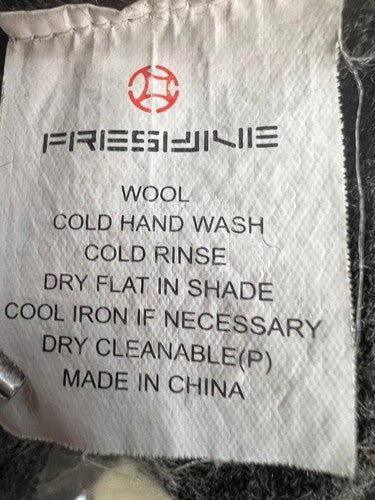 WOOL
COLD HAND WASH
COLD RINSE
DRY FLAT IN SHADE
COOL IRON IF NECESSARY
DRY CLEANABLE(P)
MADE IN CHINA